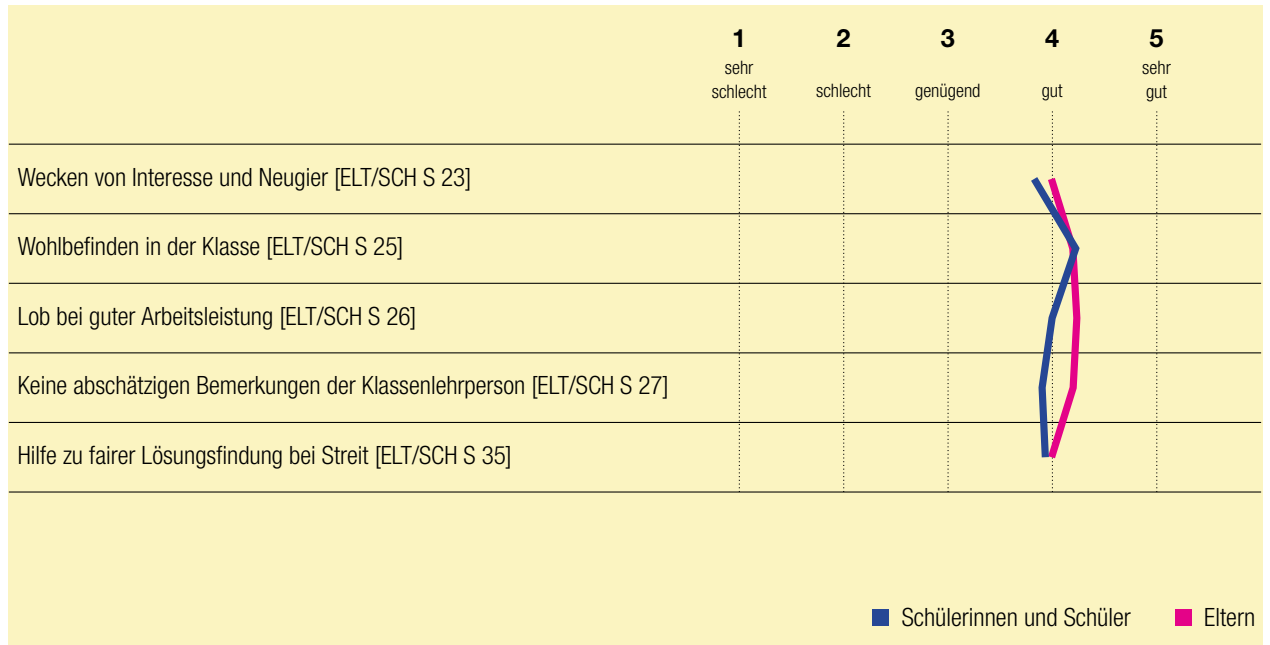 1 2 3 4 5
sehr schlecht schlecht genügend gut sehr gut
Wecken von Interesse und Neugier [ELT/SCH S 23]
Wohlbefinden in der Klasse [ELT/SCH S 25]
Lob bei guter Arbeitsleistung [ELT/SCH S 26]
Keine abschätzigen Bemerkungen der Klassenlehrperson [ELT/SCH S 27]
Hilfe zu fairer Lösungsfindung bei Streit [ELT/SCH S 35]
Schülerinnen und Schüler Eltern